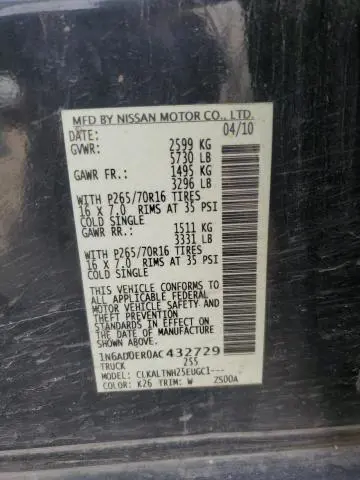 MFD BY NISSAN MOTOR CO., LTD.
DATE: 04/10
GVWR: 2599 KG
5730 LB
GAWR FR.: 1495 KG
3296 LB
WITH P265/70R16 TIRES
16 X 7.0 RIMS AT 35 PSI
COLD SINGLE
GAWR RR.: 1511 KG
3331 LB
WITH P265/70R16 TIRES
16 X 7.0 RIMS AT 35 PSI
COLD SINGLE
THIS VEHICLE CONFORMS TO
ALL APPLICABLE FEDERAL
MOTOR VEHICLE SAFETY AND
THEFT PREVENTION
STANDARDS IN EFFECT ON
THE DATE OF MANUFACTURE
SHOWN ABOVE.
1N6AD0ER0AC432729
TRUCK 255
MODEL: CLKALTNHZ5EUGC1---
COLOR: K26 TRIM: W ZS00A